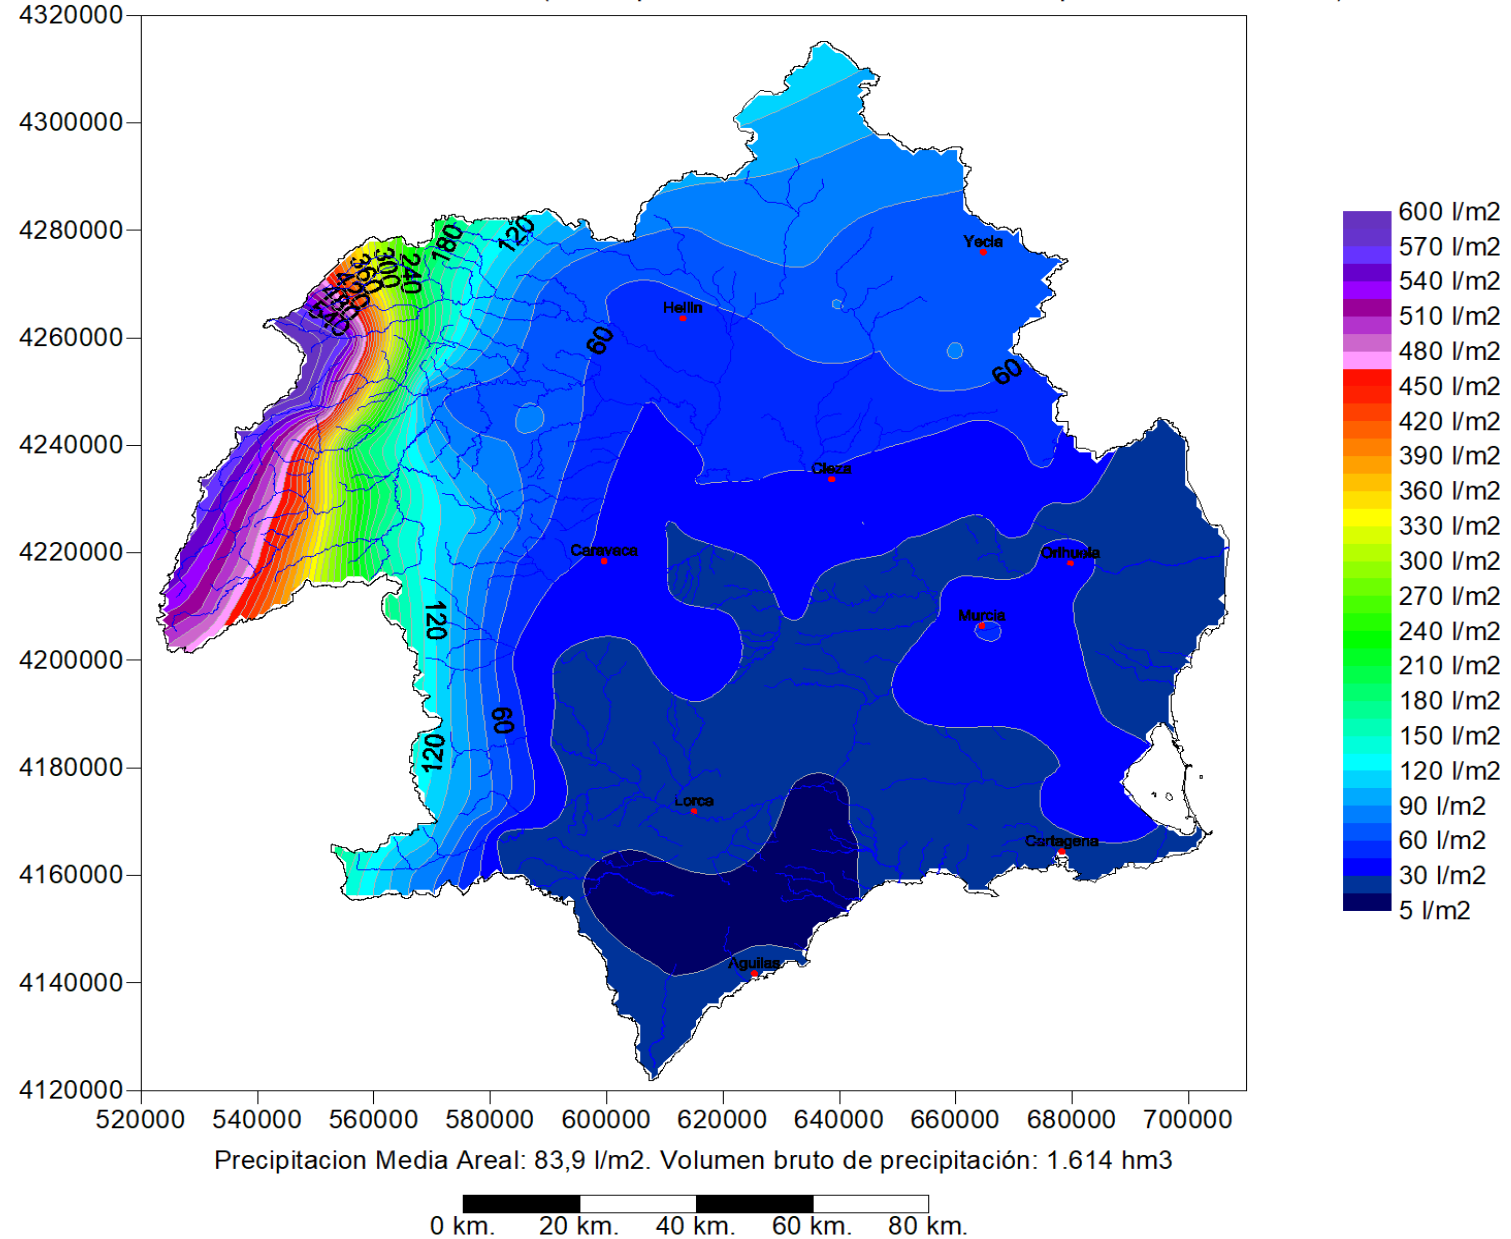 4320000
4300000
4280000
4260000
4240000
4220000
4200000
4180000
4160000
4140000
4120000
520000 540000 560000 580000 600000 620000 640000 660000 680000 700000
120
180
240
300
360
420
480
540
60
60
120
60
120
Yecla
Hellin
Cieza
Caravaca
Orihuela
Murcia
Lorca
Cartagena
Aguilas
600 l/m2
570 l/m2
540 l/m2
510 l/m2
480 l/m2
450 l/m2
420 l/m2
390 l/m2
360 l/m2
330 l/m2
300 l/m2
270 l/m2
240 l/m2
210 l/m2
180 l/m2
150 l/m2
120 l/m2
90 l/m2
60 l/m2
30 l/m2
5 l/m2
Precipitacion Media Areal: 83,9 l/m2. Volumen bruto de precipitación: 1.614 hm3
0 km. 20 km. 40 km. 60 km. 80 km.